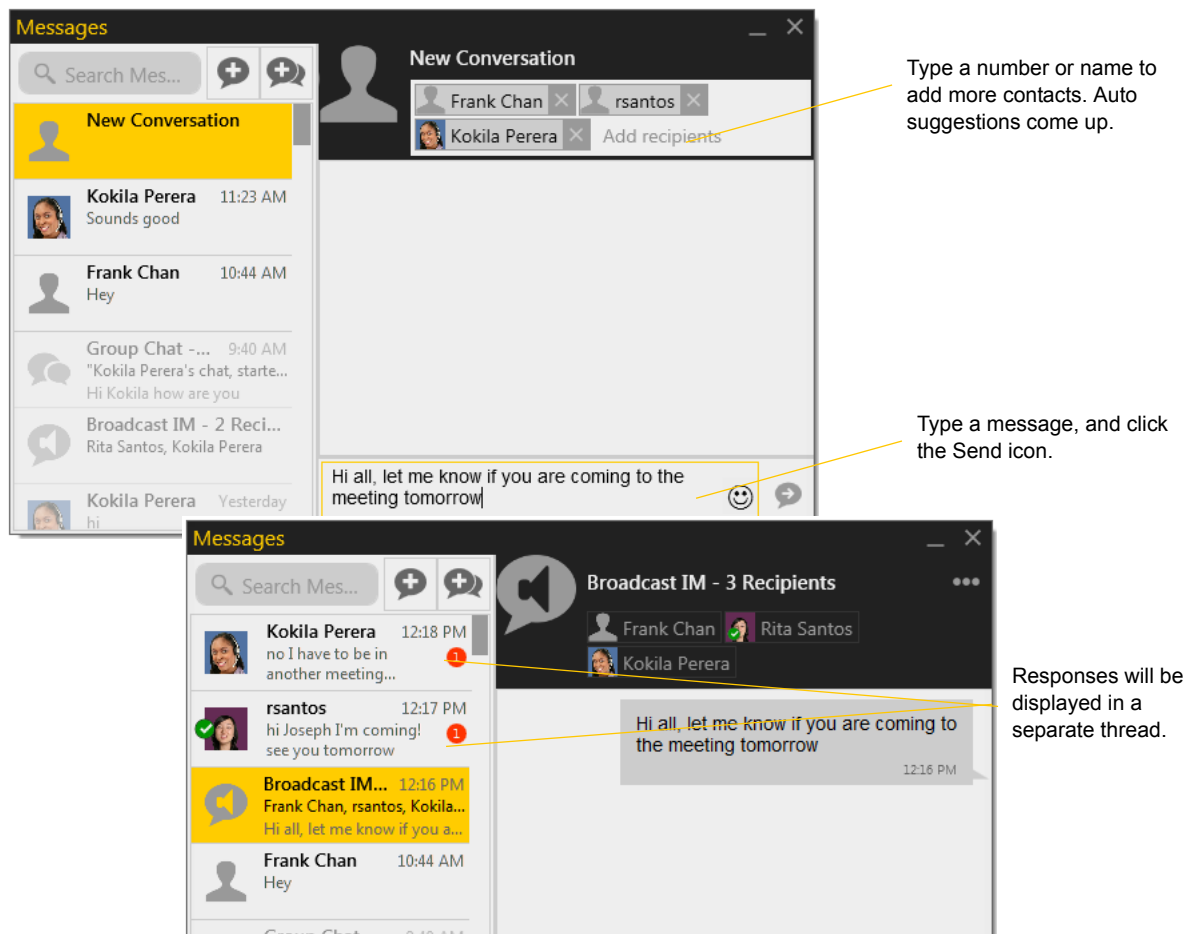 Messages
Search Mes...
New Conversation
Kokila Perera 11:23 AM
Sounds good
Frank Chan 10:44 AM
Hey
Group Chat -... 9:40 AM
"Kokila Perera's chat, starte...
Hi Kokila how are you
Broadcast IM - 2 Reci...
Rita Santos, Kokila Perera
Kokila Perera Yesterday
hi
New Conversation
Frank Chan rsantos
Kokila Perera Add recipients
Hi all, let me know if you are coming to the
meeting tomorrow
Type a number or name to
add more contacts. Auto
suggestions come up.
Type a message, and click
the Send icon.
Messages
Search Mes...
Kokila Perera 12:18 PM
no I have to be in 1
another meeting...
rsantos 12:17 PM
hi Joseph I'm coming! 1
see you tomorrow
Broadcast IM... 12:16 PM
Frank Chan, rsantos, Kokila...
Hi all, let me know if you a...
Frank Chan 10:44 AM
Hey
Broadcast IM - 3 Recipients
Frank Chan Rita Santos
Kokila Perera
Hi all, let me know if you are coming to
the meeting tomorrow
12:16 PM
Responses will be
displayed in a
separate thread.